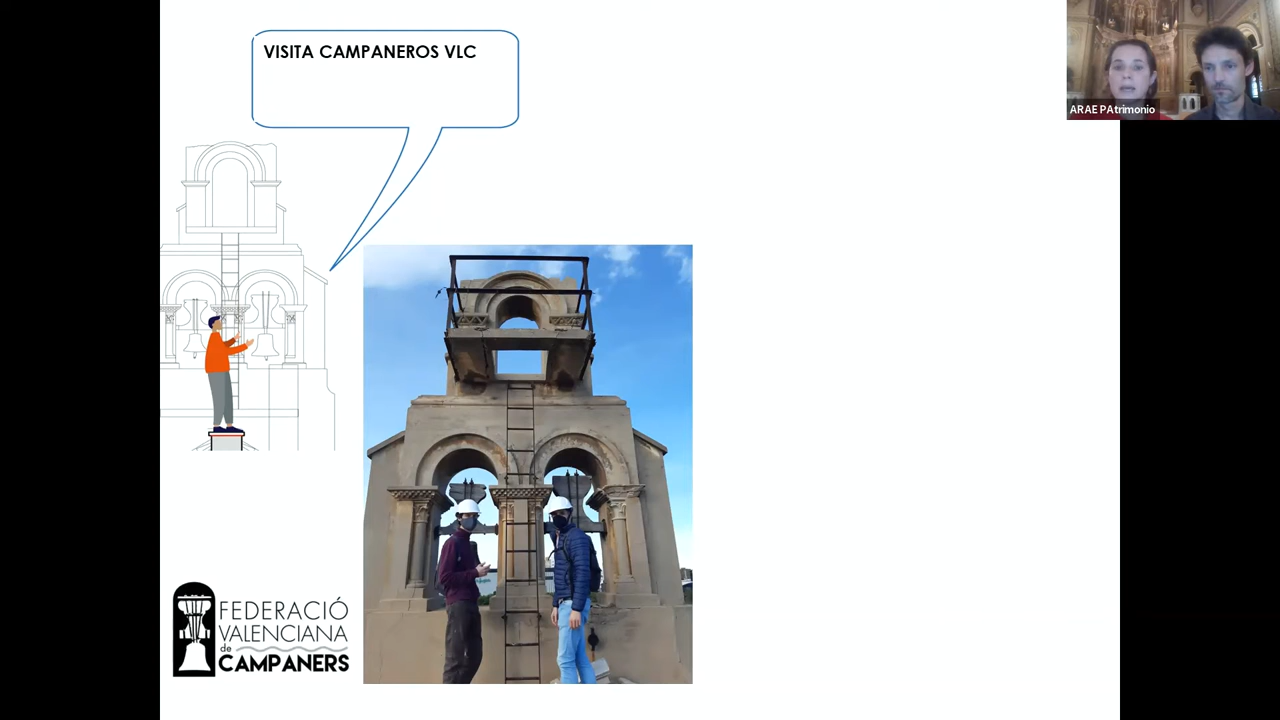 VISITA CAMPANEROS VLC
ARAE PAtrimonio
FEDERACIÓ
VALENCIANA
de
CAMPANERS